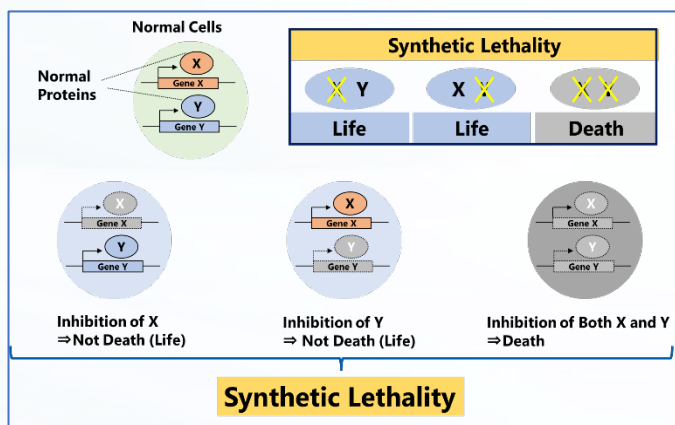 Normal Cells
Normal
Proteins
X
Gene X
Y
Gene Y
Synthetic Lethality
X Y
X Y
X Y
Life
Life
Death
X
Gene X
Y
Gene Y
X
Gene X
Y
Gene Y
X
Gene X
Y
Gene Y
Inhibition of X
⇒Not Death (Life)
Inhibition of Y
⇒ Not Death (Life)
Inhibition of Both X and Y
⇒Death
Synthetic Lethality